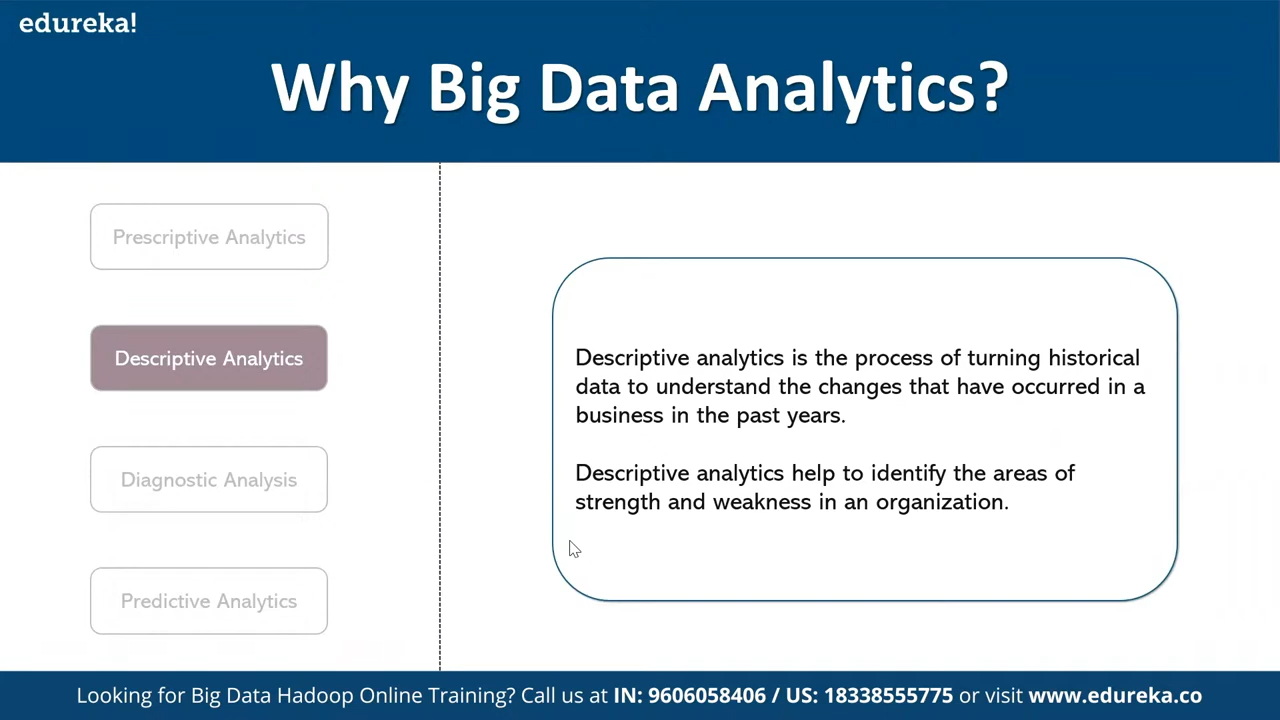 edureka!
Why Big Data Analytics?
Prescriptive Analytics
Descriptive Analytics
Diagnostic Analysis
Predictive Analytics
Descriptive analytics is the process of turning historical
data to understand the changes that have occurred in a
business in the past years.
Descriptive analytics help to identify the areas of
strength and weakness in an organization.
Looking for Big Data Hadoop Online Training? Call us at IN: 9606058406 / US: 18338555775 or visit www.edureka.co